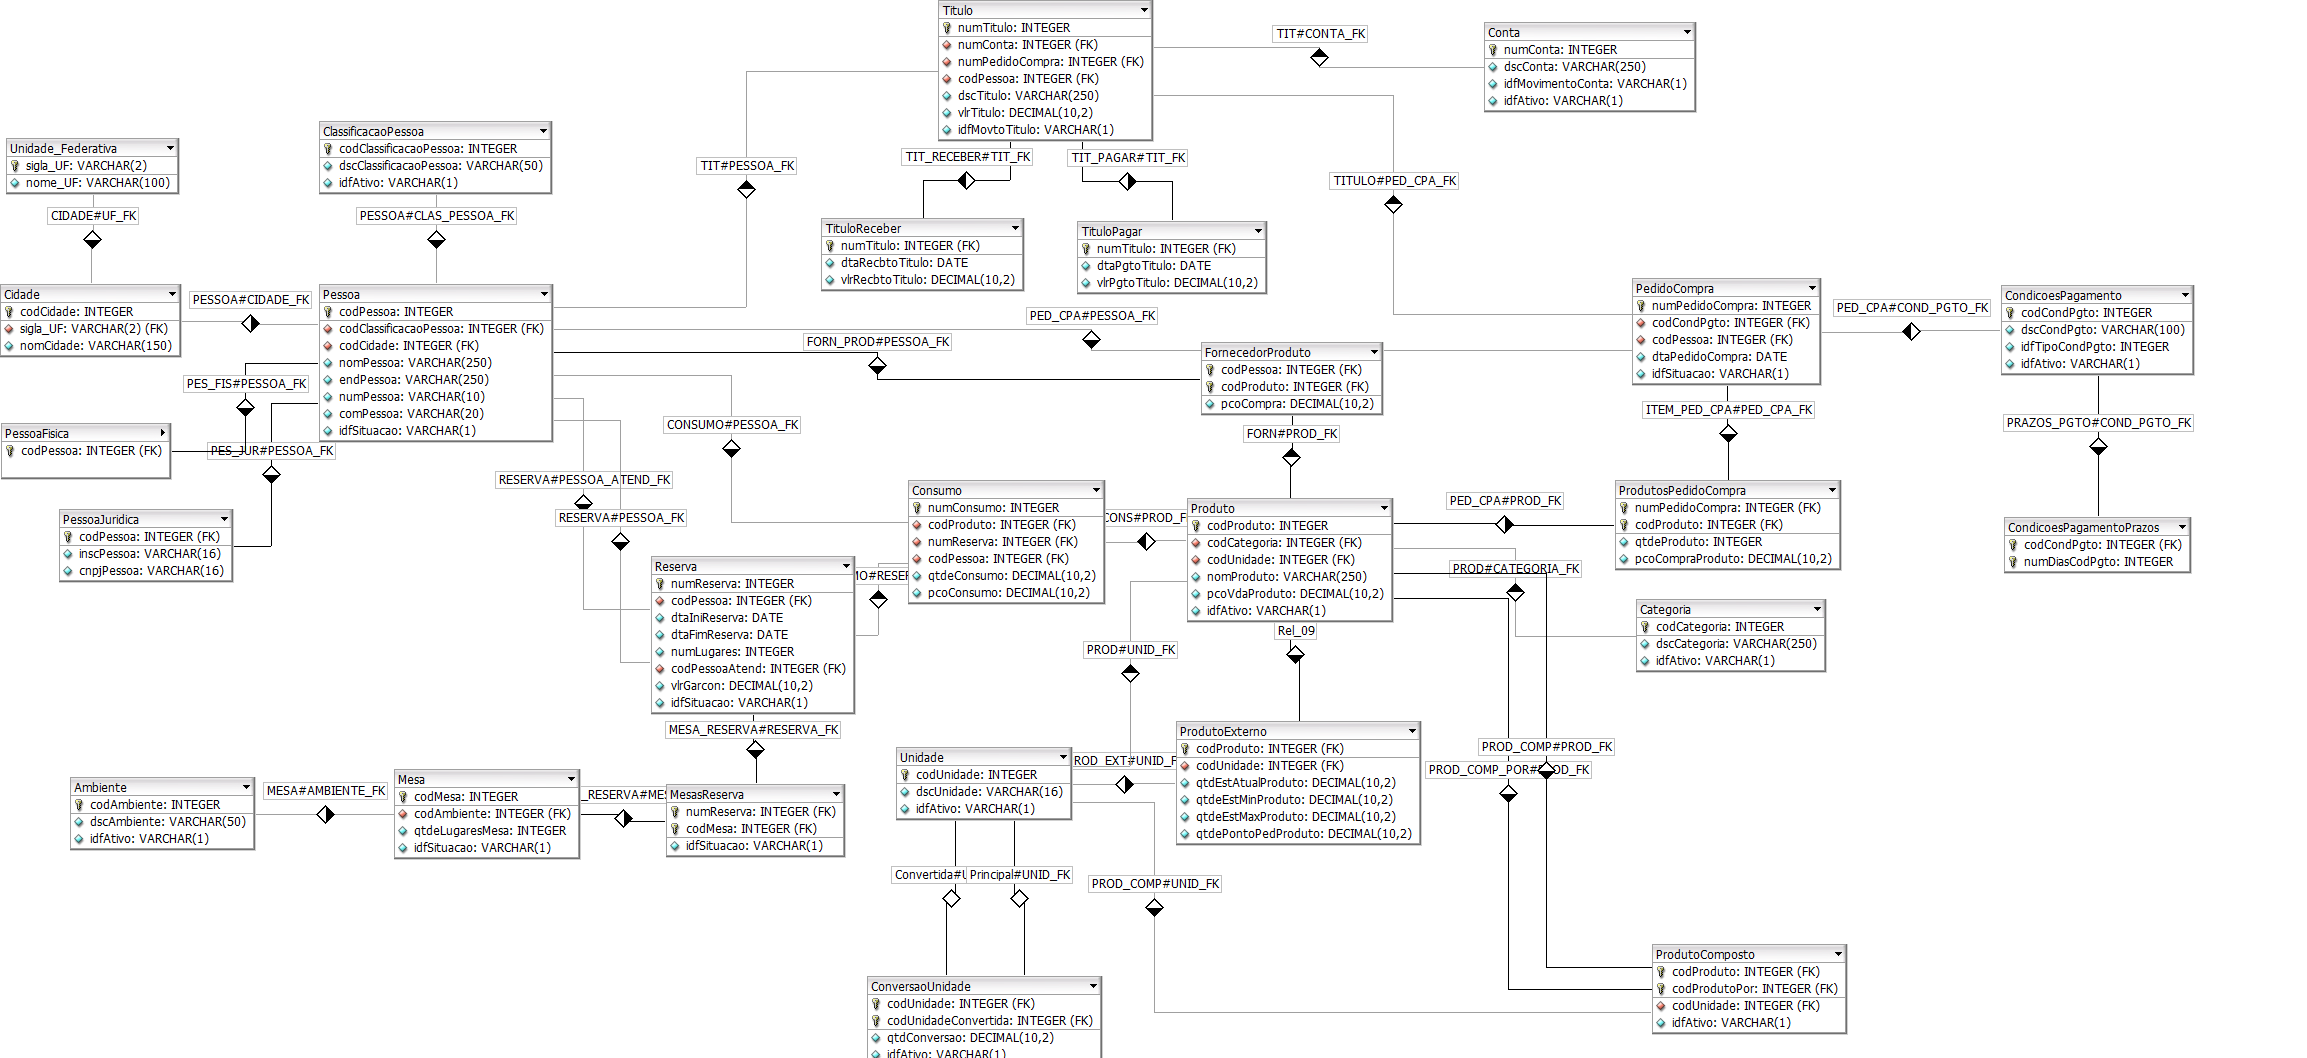 Titulo
numTitulo: INTEGER
numConta: INTEGER (FK)
numPedidoCompra: INTEGER (FK)
codPessoa: INTEGER (FK)
dscTitulo: VARCHAR(250)
vlrTitulo: DECIMAL(10,2)
idfMovtoTitulo: VARCHAR(1)
TIT#CONTA_FK
Conta
numConta: INTEGER
dscConta: VARCHAR(250)
idfMovimentoConta: VARCHAR(1)
idfAtivo: VARCHAR(1)
Unidade_Federativa
sigla_UF: VARCHAR(2)
nome_UF: VARCHAR(100)
CIDADE#UF_FK
ClassificacaoPessoa
codClassificacaoPessoa: INTEGER
dscClassificacaoPessoa: VARCHAR(50)
idfAtivo: VARCHAR(1)
PESSOA#CLAS_PESSOA_FK
TIT#PESSOA_FK
TIT_RECEBER#TIT_FK
TIT_PAGAR#TIT_FK
TITULO#PED_CPA_FK
TituloReceber
numTitulo: INTEGER (FK)
dtaRecbtoTitulo: DATE
vlrRecbtoTitulo: DECIMAL(10,2)
TituloPagar
numTitulo: INTEGER (FK)
dtaPgtoTitulo: DATE
vlrPgtoTitulo: DECIMAL(10,2)
Cidade
codCidade: INTEGER
sigla_UF: VARCHAR(2) (FK)
nomCidade: VARCHAR(150)
PESSOA#CIDADE_FK
Pessoa
codPessoa: INTEGER
codClassificacaoPessoa: INTEGER (FK)
codCidade: INTEGER (FK)
nomPessoa: VARCHAR(250)
endPessoa: VARCHAR(250)
numPessoa: VARCHAR(10)
comPessoa: VARCHAR(20)
idfSituacao: VARCHAR(1)
PED_CPA#PESSOA_FK
FORN_PROD#PESSOA_FK
FornecedorProduto
codPessoa: INTEGER (FK)
codProduto: INTEGER (FK)
pcoCompra: DECIMAL(10,2)
FORN#PROD_FK
PedidoCompra
numPedidoCompra: INTEGER
codCondPgto: INTEGER (FK)
codPessoa: INTEGER (FK)
dtaPedidoCompra: DATE
idfSituacao: VARCHAR(1)
PED_CPA#COND_PGTO_FK
CondicoesPagamento
codCondPgto: INTEGER
dscCondPgto: VARCHAR(100)
idfTipoCondPgto: INTEGER
idfAtivo: VARCHAR(1)
PES_FIS#PESSOA_FK
PessoaFisica
codPessoa: INTEGER (FK)
PES_JUR#PESSOA_FK
PessoaJuridica
codPessoa: INTEGER (FK)
inscPessoa: VARCHAR(16)
cnpjPessoa: VARCHAR(16)
CONSUMO#PESSOA_FK
RESERVA#PESSOA_ATEND_FK
RESERVA#PESSOA_FK
ITEM_PED_CPA#PED_CPA_FK
PRAZOS_PGTO#COND_PGTO_FK
Consumo
numConsumo: INTEGER
codProduto: INTEGER (FK)
numReserva: INTEGER (FK)
codPessoa: INTEGER (FK)
qtdeConsumo: DECIMAL(10,2)
pcoConsumo: DECIMAL(10,2)
CONS#PROD_F
Produto
codProduto: INTEGER
codCategoria: INTEGER (FK)
codUnidade: INTEGER (FK)
nomProduto: VARCHAR(250)
pcoVdaProduto: DECIMAL(10,2)
idfAtivo: VARCHAR(1)
PED_CPA#PROD_FK
ProdutosPedidoCompra
numPedidoCompra: INTEGER (FK)
codProduto: INTEGER (FK)
qtdeProduto: INTEGER
pcoCompraProduto: DECIMAL(10,2)
CondicoesPagamentoPrazos
codCondPgto: INTEGER (FK)
numDiasCodPgto: INTEGER
Reserva
numReserva: INTEGER
codPessoa: INTEGER (FK)
dtaIniReserva: DATE
dtaFimReserva: DATE
numLugares: INTEGER
codPessoaAtend: INTEGER (FK)
vlrGarcon: DECIMAL(10,2)
idfSituacao: VARCHAR(1)
MO#RESER
PROD#CATEGORIA_FK
Categoria
codCategoria: INTEGER
dscCategoria: VARCHAR(250)
idfAtivo: VARCHAR(1)
Rel_09
PROD#UNID_FK
MESA_RESERVA#RESERVA_FK
Ambiente
codAmbiente: INTEGER
dscAmbiente: VARCHAR(50)
idfAtivo: VARCHAR(1)
MESA#AMBIENTE_FK
Mesa
codMesa: INTEGER
codAmbiente: INTEGER (FK)
qtdeLugaresMesa: INTEGER
idfSituacao: VARCHAR(1)
_RESERVA#MES
MesasReserva
numReserva: INTEGER (FK)
codMesa: INTEGER (FK)
idfSituacao: VARCHAR(1)
Unidade
codUnidade: INTEGER
dscUnidade: VARCHAR(16)
idfAtivo: VARCHAR(1)
ROD_EXT#UNID_F
ProdutoExterno
codProduto: INTEGER (FK)
codUnidade: INTEGER (FK)
qtdEstAtualProduto: DECIMAL(10,2)
qtdeEstMinProduto: DECIMAL(10,2)
qtdeEstMaxProduto: DECIMAL(10,2)
qtdePontoPedProduto: DECIMAL(10,2)
PROD_COMP#PROD_FK
PROD_COMP_POR#PROD_FK
Convertida#U
Principal#UNID_FK
PROD_COMP#UNID_FK
ConversaoUnidade
codUnidade: INTEGER (FK)
codUnidadeConvertida: INTEGER (FK)
qtdConversao: DECIMAL(10,2)
idfAtivo: VARCHAR(1)
ProdutoComposto
codProduto: INTEGER (FK)
codProdutoPor: INTEGER (FK)
codUnidade: INTEGER (FK)
idfAtivo: VARCHAR(1)